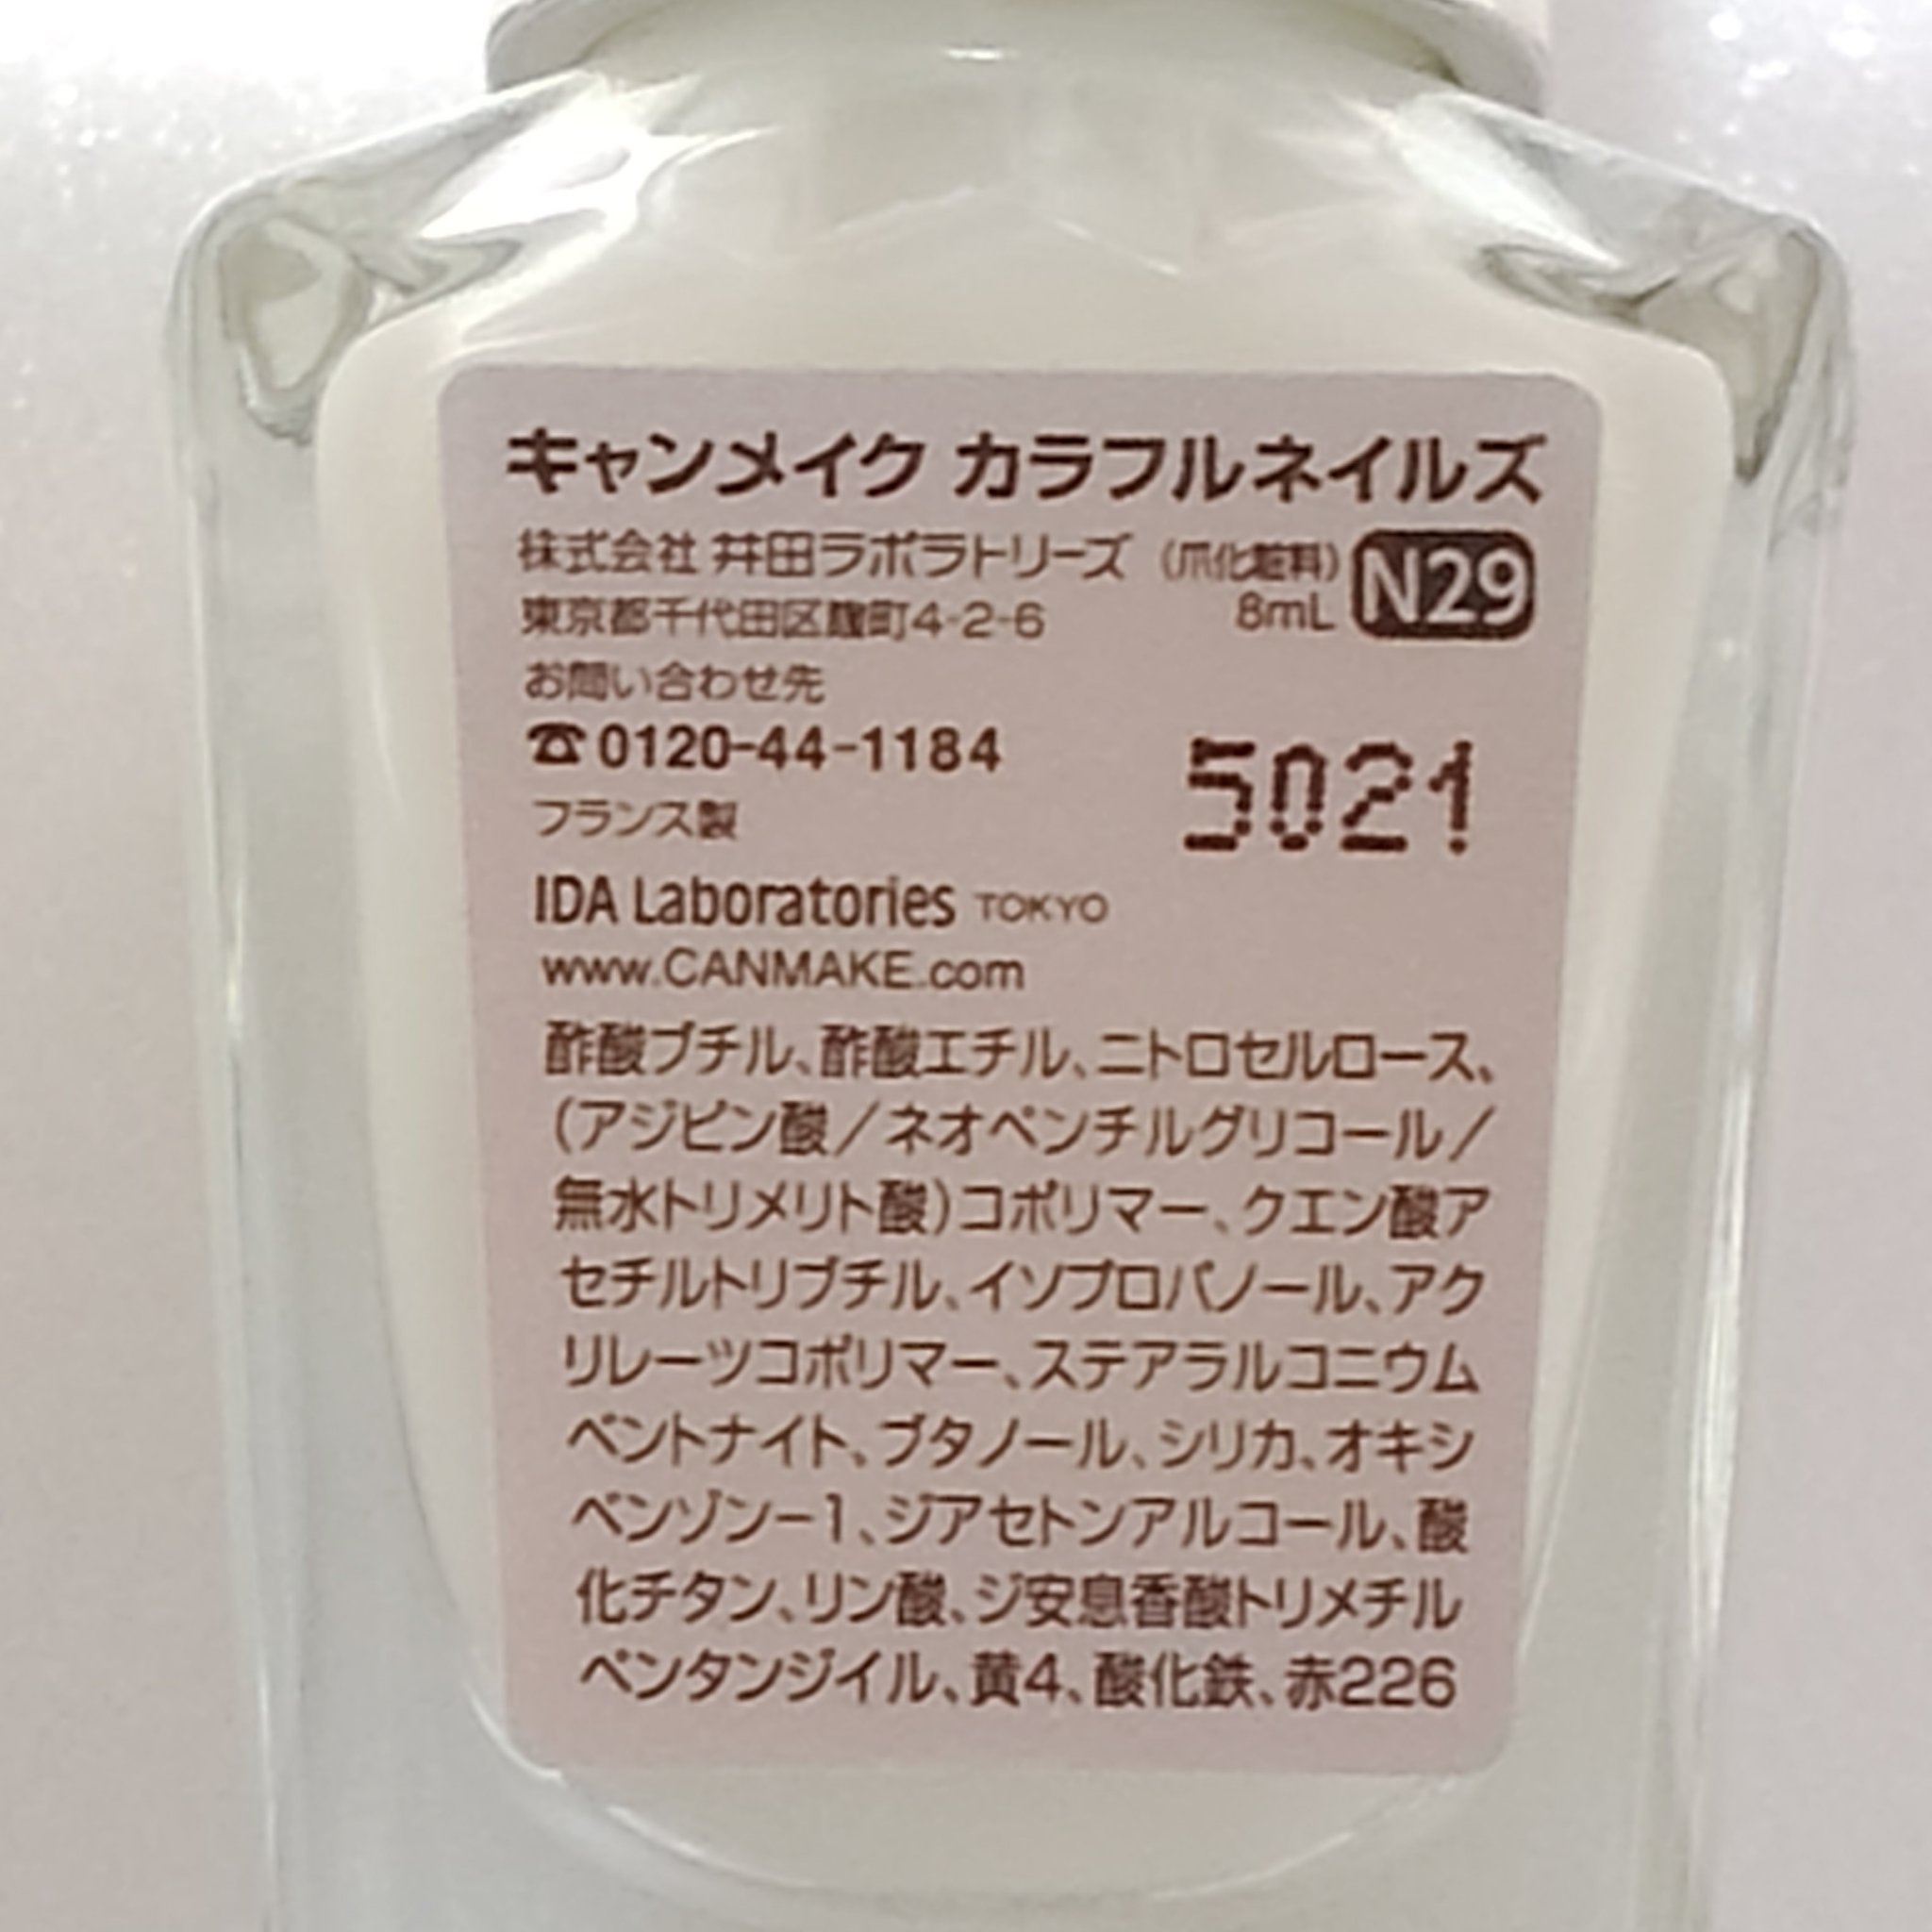 キャンメイク カラフルネイルズ
株式会社 井田ラボラトリーズ (爪化粧料) N29
東京都千代田区麹町4-2-6 8mL
お問い合わせ先
☎0120-44-1184
5021
フランス製
IDA Laboratories TOKYO
www.CANMAKE.com
酢酸ブチル、酢酸エチル、ニトロセルロース、
(アジピン酸/ネオペンチルグリコール/
無水トリメリト酸)コポリマー、クエン酸ア
セチルトリブチル、イソプロパノール、アク
リレーツコポリマー、ステアラルコニウム
ベントナイト、ブタノール、シリカ、オキシ
ベンゾン-1、ジアセトンアルコール、酸
化チタン、リン酸、ジ安息香酸トリメチル
ペンタンジイル、黄4、酸化鉄、赤226